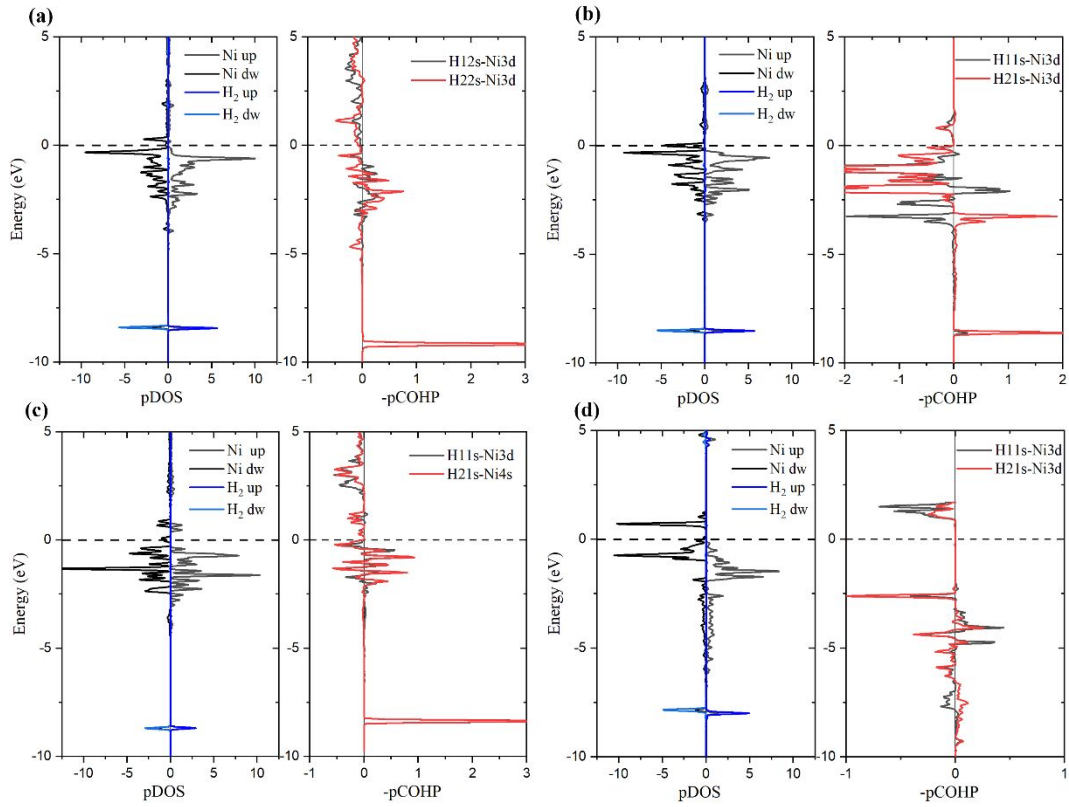 (a)
(b)
Ni up
Ni dw
H2 up
H2 dw
H12s-Ni3d
H22s-Ni3d
Ni up
Ni dw
H2 up
H2 dw
H11s-Ni3d
H21s-Ni3d
Energy (eV)
5
0
-5
-10
-10 -5 0 5 10
pDOS
5
0
-5
-10
-1 0 1 2 3
-pCOHP
Energy (eV)
5
0
-5
-10
-10 -5 0 5 10
pDOS
5
0
-5
-10
-2 -1 0 1 2
-pCOHP
(c)
(d)
Ni up
Ni dw
H2 up
H2 dw
H11s-Ni3d
H21s-Ni4s
Ni up
Ni dw
H2 up
H2 dw
H11s-Ni3d
H21s-Ni3d
Energy (eV)
5
0
-5
-10
-10 -5 0 5 10
pDOS
5
0
-5
-10
-1 0 1 2 3
-pCOHP
Energy (eV)
5
0
-5
-10
-10 -5 0 5 10
pDOS
5
0
-5
-10
-1 0 1
-pCOHP